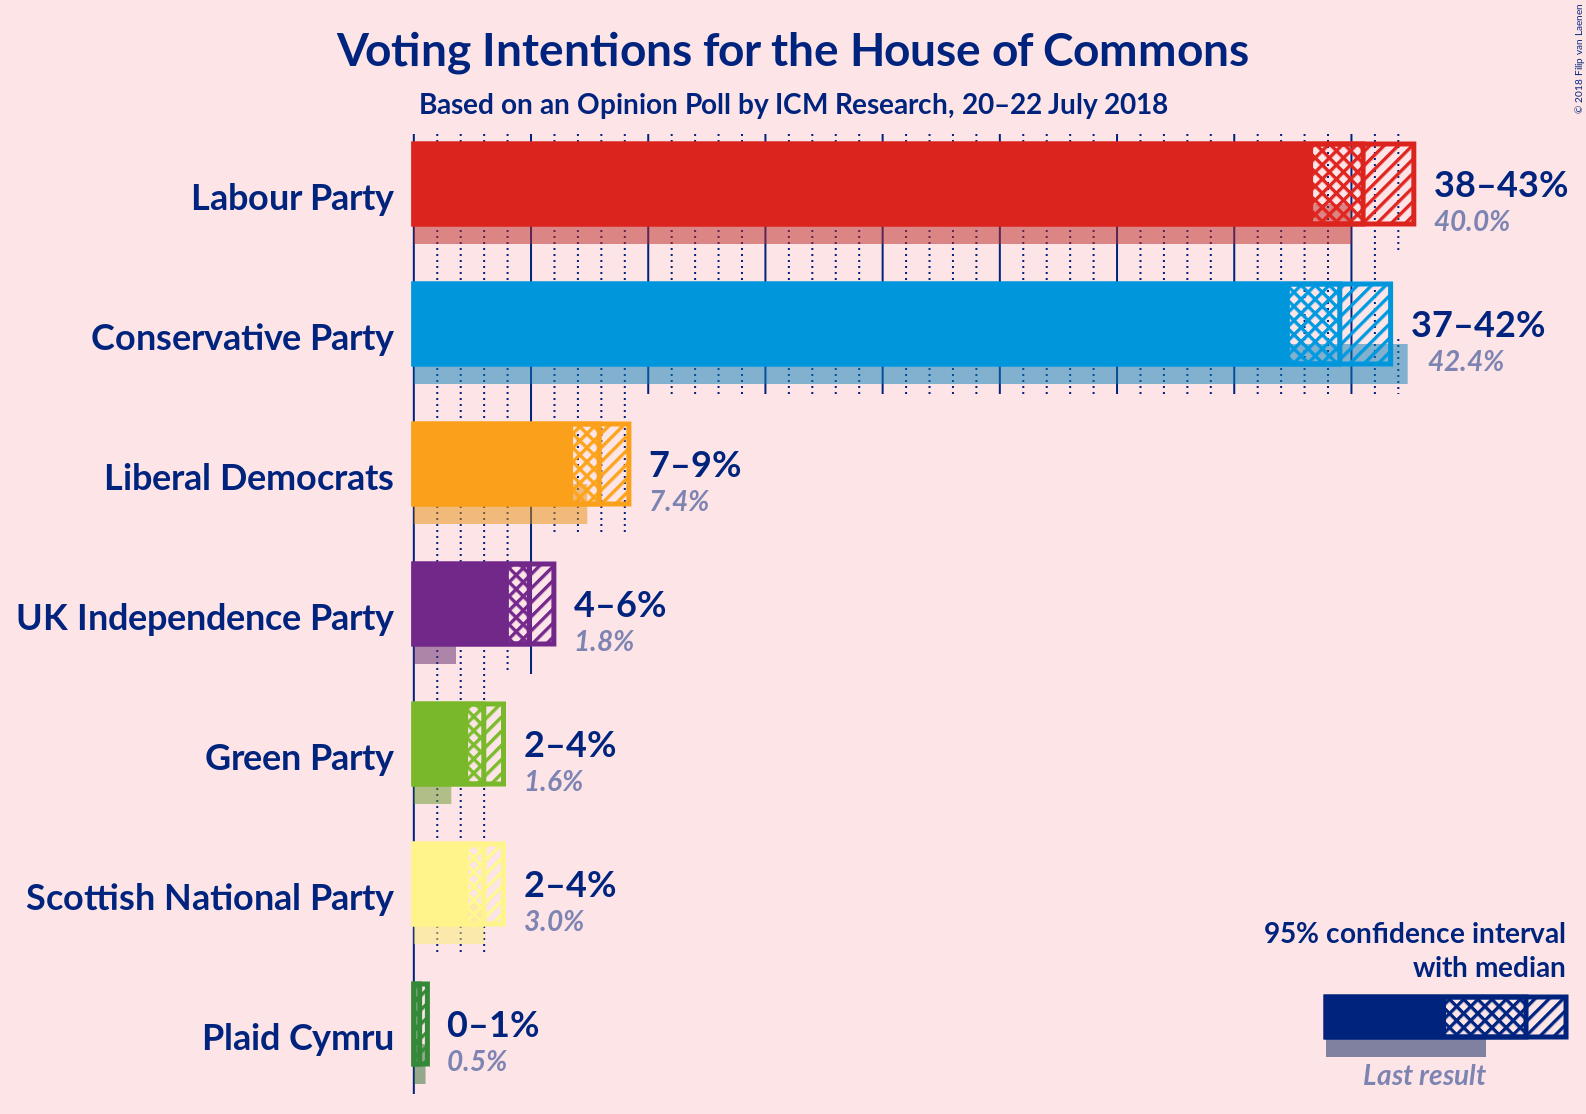 Voting Intentions for the House of Commons
Based on an Opinion Poll by ICM Research, 20–22 July 2018
© 2018 Filip van Laenen
Labour Party
38–43%
40.0%
Conservative Party
37–42%
42.4%
Liberal Democrats
7–9%
7.4%
UK Independence Party
4–6%
1.8%
Green Party
2–4%
1.6%
Scottish National Party
2–4%
3.0%
Plaid Cymru
0–1%
0.5%
95% confidence interval
with median
Last result